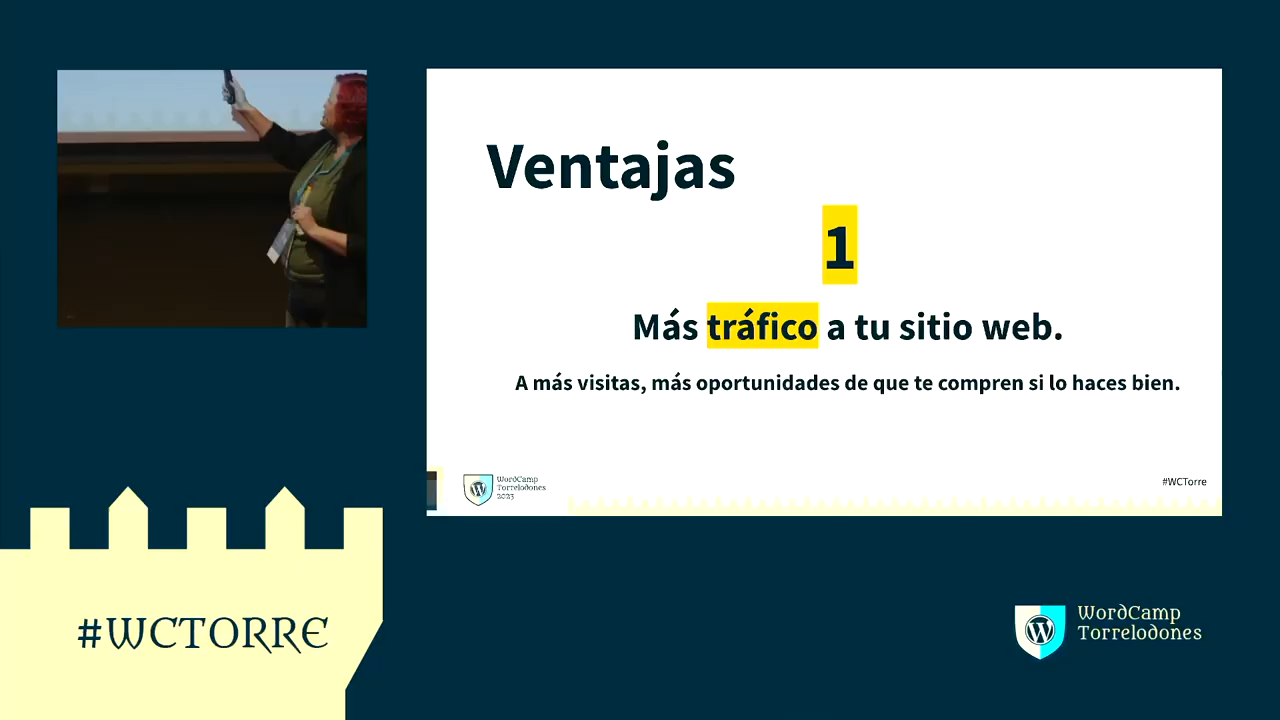 Ventajas
1
Más tráfico a tu sitio web.
A más visitas, más oportunidades de que te compren si lo haces bien.
WordCamp
Torrelodones
2023
#WCTorre
#WCTORRE
WordCamp
Torrelodones